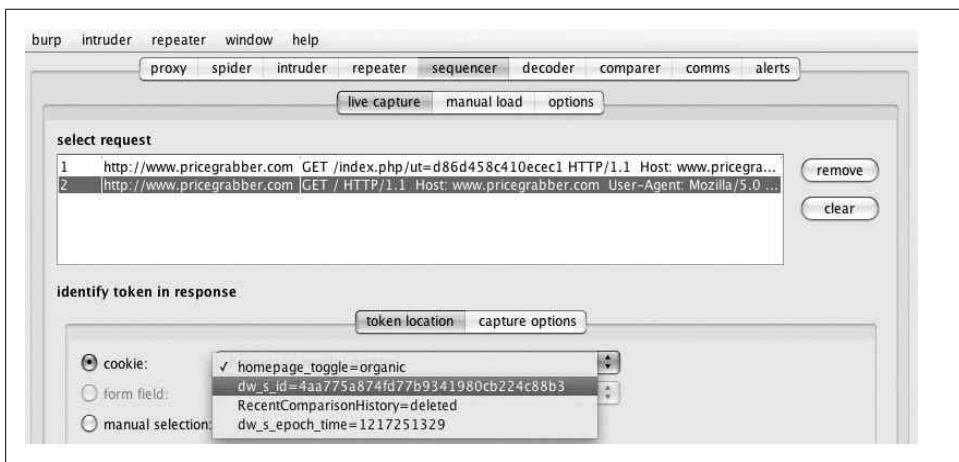 burp intruder repeater window help
proxy spider intruder repeater sequencer decoder comparer comms alerts
live capture manual load options
select request
1 http://www.pricegrabber.com GET /index.php/ut=d86d458c410ecec1 HTTP/1.1 Host: www.pricegra...
2 http://www.pricegrabber.com GET / HTTP/1.1 Host: www.pricegrabber.com User-Agent: Mozilla/5.0 ...
remove
clear
identify token in response
token location capture options
cookie: ✓ homepage_toggle=organic
dw_s_id=4aa775a874fd77b9341980cb224c88b3
form field:
RecentComparisonHistory=deleted
manual selection: dw_s_epoch_time=1217251329